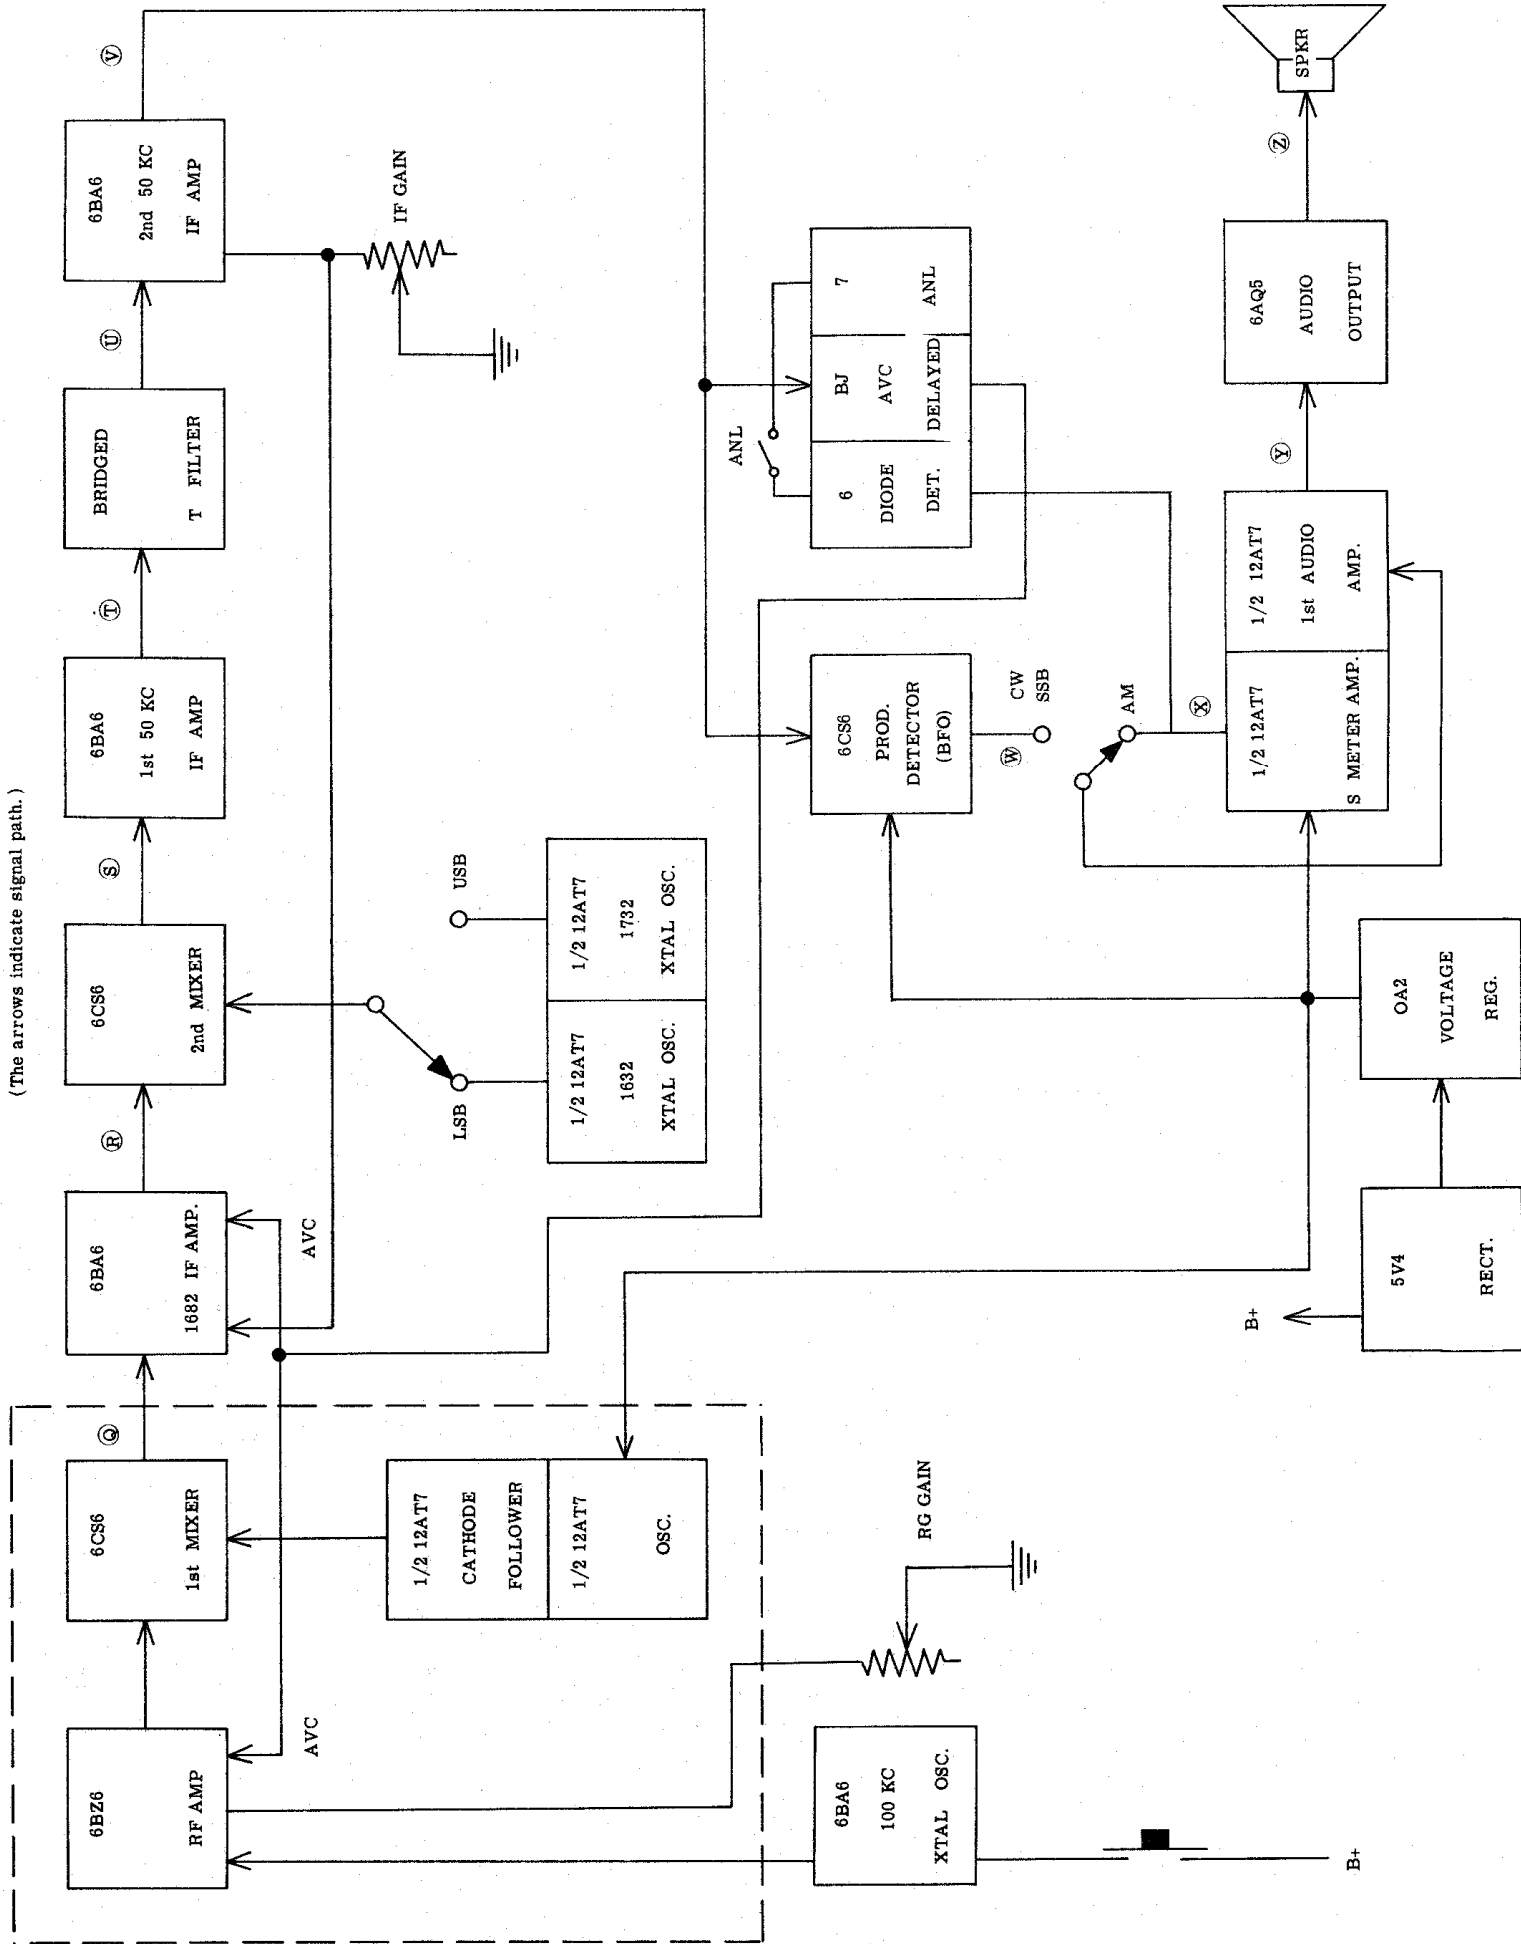 (The arrows indicate signal path.)
6BZ6
RF AMP
AVC
6CS6
1st MIXER
Q
6BA6
1682 IF AMP.
AVC
R
6CS6
2nd MIXER
S
6BA6
1st 50 KC
IF AMP
T
BRIDGED
T FILTER
U
6BA6
2nd 50 KC
IF AMP
V
IF GAIN
1/2 12AT7
CATHODE
FOLLOWER
1/2 12AT7
OSC.
LSB
USB
1/2 12AT7
1632
XTAL OSC.
1/2 12AT7
1732
XTAL OSC.
RG GAIN
6BA6
100 KC
XTAL OSC.
B+
6CS6
PROD.
DETECTOR
(BFO)
W
CW
SSB
AM
X
ANL
6
DIODE
DET.
BJ
AVC
DELAYED
7
ANL
1/2 12AT7
S METER AMP.
1/2 12AT7
1st AUDIO
AMP.
Y
6AQ5
AUDIO
OUTPUT
Z
SPKR
B+
5V4
RECT.
OA2
VOLTAGE
REG.